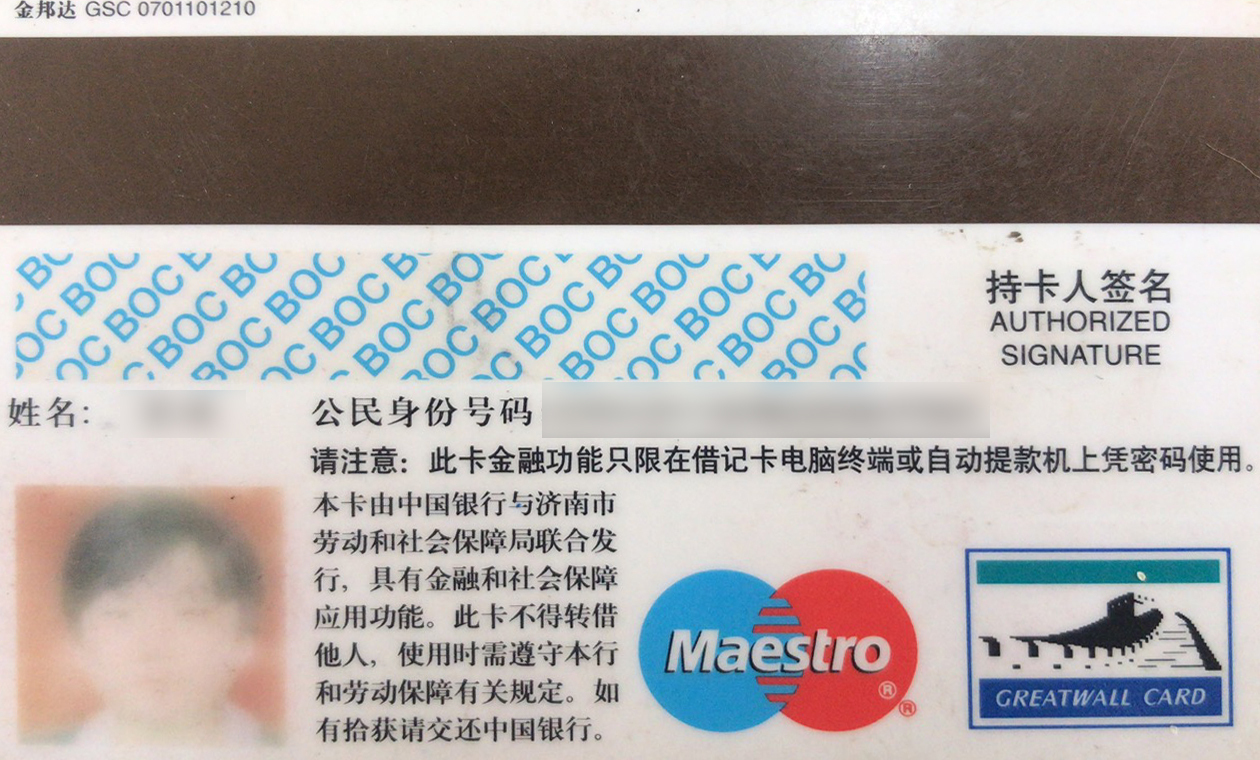 金邦达 GSC 0701101210
BOC BOC BOC BOC BOC BOC
持卡人签名
AUTHORIZED
SIGNATURE
姓名:
公民身份号码
请注意：此卡金融功能只限在借记卡电脑终端或自动提款机上凭密码使用。
本卡由中国银行与济南市
劳动和社会保障局联合发
行，具有金融和社会保障
应用功能。此卡不得转借
他人，使用时需遵守本行
和劳动保障有关规定。如
有拾获请交还中国银行。
Maestro
®
®
GREATWALL CARD